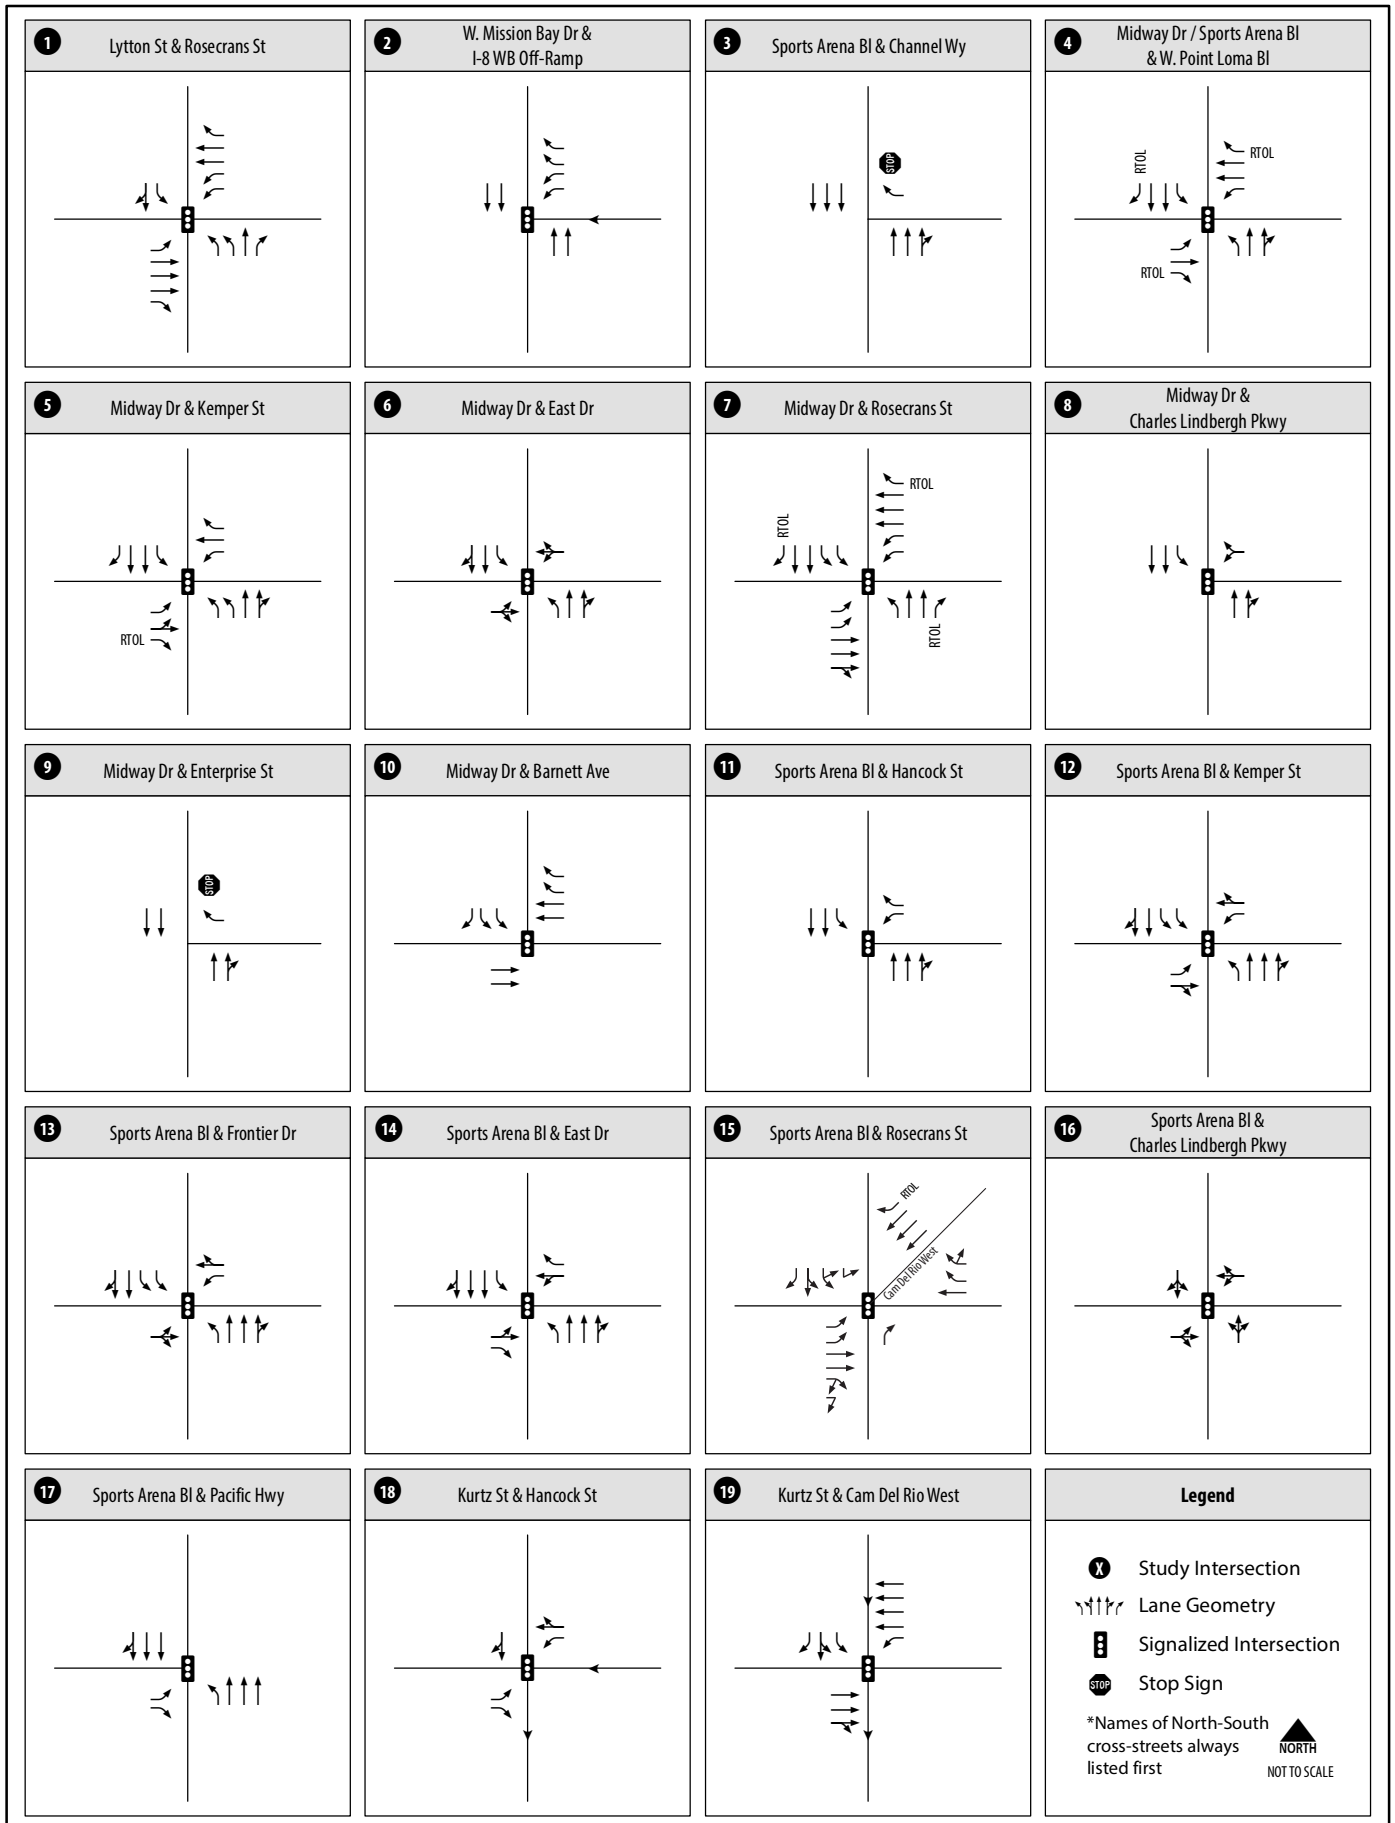 1
Lytton St & Rosecrans St
2
W. Mission Bay Dr &
I-8 WB Off-Ramp
3
Sports Arena Bl & Channel Wy
STOP
4
Midway Dr / Sports Arena Bl
& W. Point Loma Bl
RTOL
RTOL
RTOL
5
Midway Dr & Kemper St
RTOL
6
Midway Dr & East Dr
7
Midway Dr & Rosecrans St
RTOL
RTOL
RTOL
8
Midway Dr &
Charles Lindbergh Pkwy
9
Midway Dr & Enterprise St
STOP
10
Midway Dr & Barnett Ave
11
Sports Arena Bl & Hancock St
12
Sports Arena Bl & Kemper St
13
Sports Arena Bl & Frontier Dr
14
Sports Arena Bl & East Dr
15
Sports Arena Bl & Rosecrans St
RTOL
Cam Del Rio West
16
Sports Arena Bl &
Charles Lindbergh Pkwy
17
Sports Arena Bl & Pacific Hwy
18
Kurtz St & Hancock St
19
Kurtz St & Cam Del Rio West
Legend
X Study Intersection
Lane Geometry
Signalized Intersection
STOP Stop Sign
*Names of North-South
cross-streets always
listed first
NORTH
NOT TO SCALE